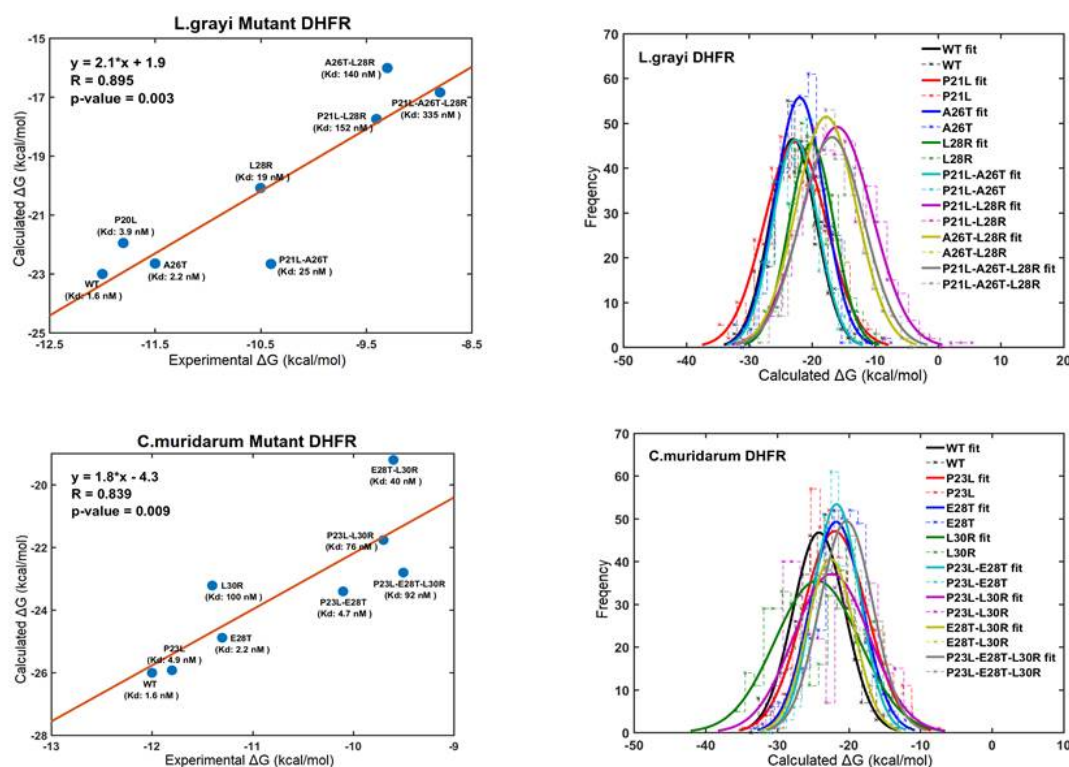 L.grayi Mutant DHFR
y = 2.1*x + 1.9
R = 0.895
p-value = 0.003
A26T-L28R
(Kd: 140 nM )
P21L-A26T-L28R
(Kd: 335 nM )
P21L-L28R
(Kd: 152 nM )
L28R
(Kd: 19 nM )
P20L
(Kd: 3.9 nM )
A26T
(Kd: 2.2 nM )
P21L-A26T
(Kd: 25 nM )
WT
(Kd: 1.6 nM )
-15
-17
-19
-21
-23
-25
Calculated ΔG (kcal/mol)
-12.5
-11.5
-10.5
-9.5
-8.5
Experimental ΔG (kcal/mol)
L.grayi DHFR
WT fit
WT
P21L fit
P21L
A26T fit
A26T
L28R fit
L28R
P21L-A26T fit
P21L-A26T
P21L-L28R fit
P21L-L28R
A26T-L28R fit
A26T-L28R
P21L-A26T-L28R fit
P21L-A26T-L28R
70
60
50
40
30
20
10
0
Freqency
-50
-40
-30
-20
-10
0
10
20
Calculated ΔG (kcal/mol)
C.muridarum Mutant DHFR
y = 1.8*x - 4.3
R = 0.839
p-value = 0.009
E28T-L30R
(Kd: 40 nM )
P23L-L30R
(Kd: 76 nM )
P23L-E28T-L30R
(Kd: 92 nM )
L30R
(Kd: 100 nM )
P23L-E28T
(Kd: 4.7 nM )
E28T
(Kd: 2.2 nM )
P23L
(Kd: 4.9 nM )
WT
(Kd: 1.6 nM )
-20
-22
-24
-26
-28
Calculated ΔG (kcal/mol)
-13
-12
-11
-10
-9
Experimental ΔG (kcal/mol)
C.muridarum DHFR
WT fit
WT
P23L fit
P23L
E28T fit
E28T
L30R fit
L30R
P23L-E28T fit
P23L-E28T
P23L-L30R fit
P23L-L30R
E28T-L30R fit
E28T-L30R
P23L-E28T-L30R fit
P23L-E28T-L30R
70
60
50
40
30
20
10
0
Freqency
-50
-40
-30
-20
-10
0
10
Calculated ΔG (kcal/mol)